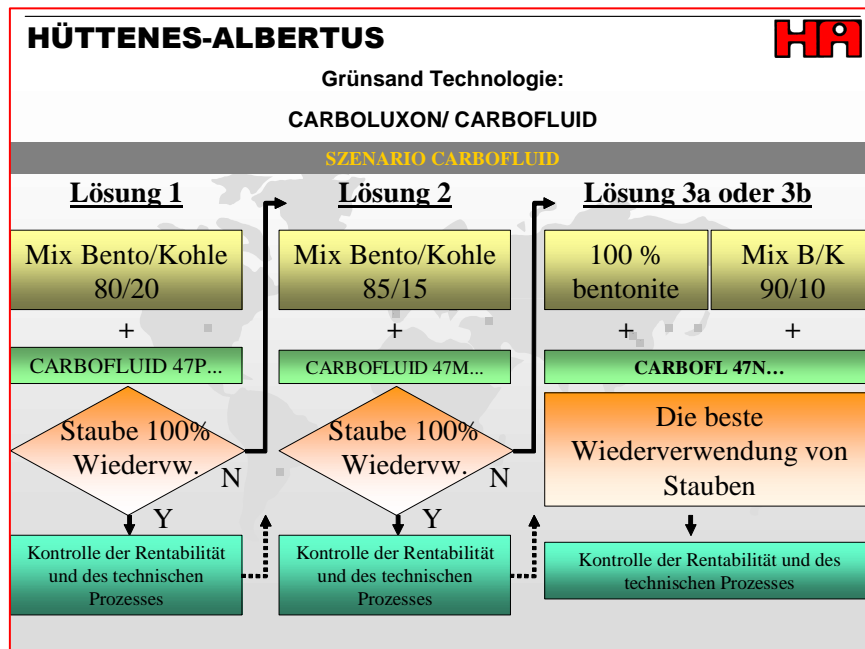 HÜTTENES-ALBERTUS
HA
Grünsand Technologie:
CARBOLUXON/ CARBOFLUID
SZENARIO CARBOFLUID
Lösung 1
Mix Bento/Kohle
80/20
+
CARBOFLUID 47P...
Staube 100%
Wiedervw.
N
Y
Kontrolle der Rentabilität
und des technischen
Prozesses
Lösung 2
Mix Bento/Kohle
85/15
+
CARBOFLUID 47M...
Staube 100%
Wiedervw.
N
Y
Kontrolle der Rentabilität
und des technischen
Prozesses
Lösung 3a oder 3b
100 %
bentonite
+
Mix B/K
90/10
+
CARBOFL 47N…
Die beste
Wiederverwendung von
Stauben
Kontrolle der Rentabilität und des
technischen Prozesses